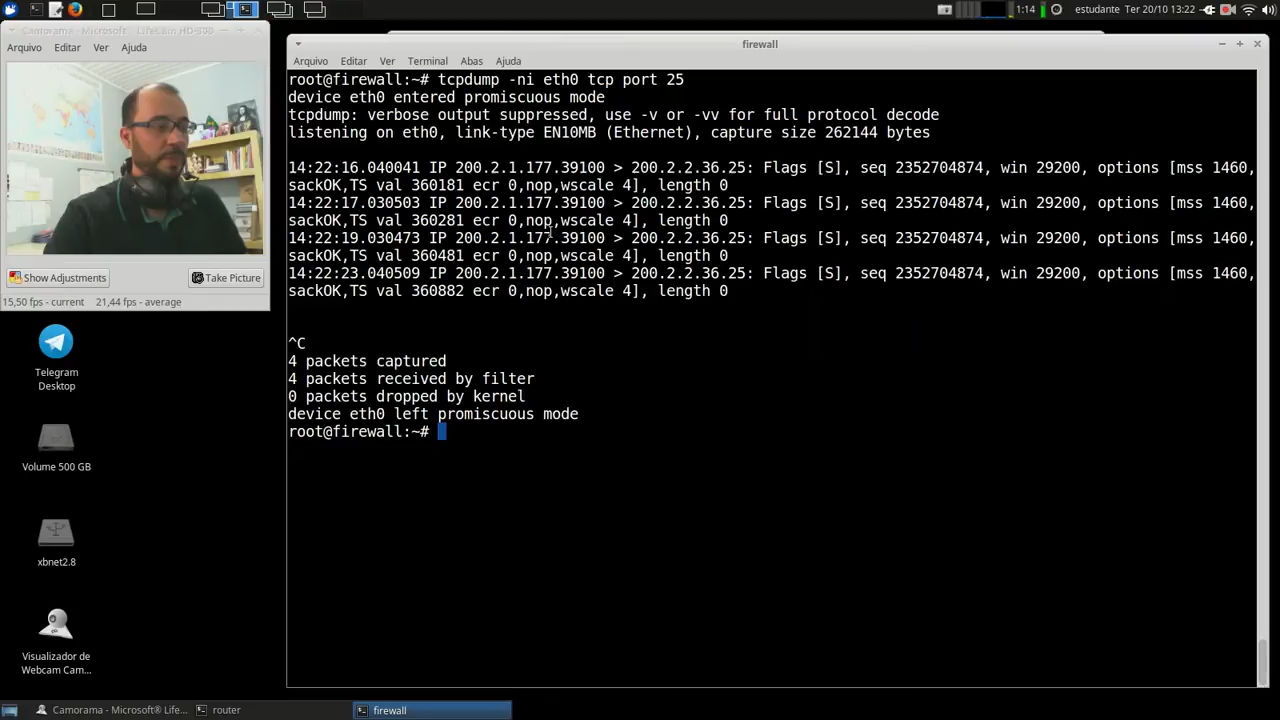 estudante Ter 20/10 13:22
1:14
Camorama - Microsoft® LifeCam HD-300
Arquivo Editar Ver Ajuda
Show Adjustments
Take Picture
15,50 fps - current 21,44 fps - average
Telegram
Desktop
Volume 500 GB
xbnet2.8
Visualizador de
Webcam Cam...
firewall
Arquivo Editar Ver Terminal Abas Ajuda
root@firewall:~# tcpdump -ni eth0 tcp port 25
device eth0 entered promiscuous mode
tcpdump: verbose output suppressed, use -v or -vv for full protocol decode
listening on eth0, link-type EN10MB (Ethernet), capture size 262144 bytes
14:22:16.040041 IP 200.2.1.177.39100 > 200.2.2.36.25: Flags [S], seq 2352704874, win 29200, options [mss 1460,
sackOK,TS val 360181 ecr 0,nop,wscale 4], length 0
14:22:17.030503 IP 200.2.1.177.39100 > 200.2.2.36.25: Flags [S], seq 2352704874, win 29200, options [mss 1460,
sackOK,TS val 360281 ecr 0,nop,wscale 4], length 0
14:22:19.030473 IP 200.2.1.177.39100 > 200.2.2.36.25: Flags [S], seq 2352704874, win 29200, options [mss 1460,
sackOK,TS val 360481 ecr 0,nop,wscale 4], length 0
14:22:23.040509 IP 200.2.1.177.39100 > 200.2.2.36.25: Flags [S], seq 2352704874, win 29200, options [mss 1460,
sackOK,TS val 360882 ecr 0,nop,wscale 4], length 0
^C
4 packets captured
4 packets received by filter
0 packets dropped by kernel
device eth0 left promiscuous mode
root@firewall:~#
Camorama - Microsoft® LifeCa...
router
firewall